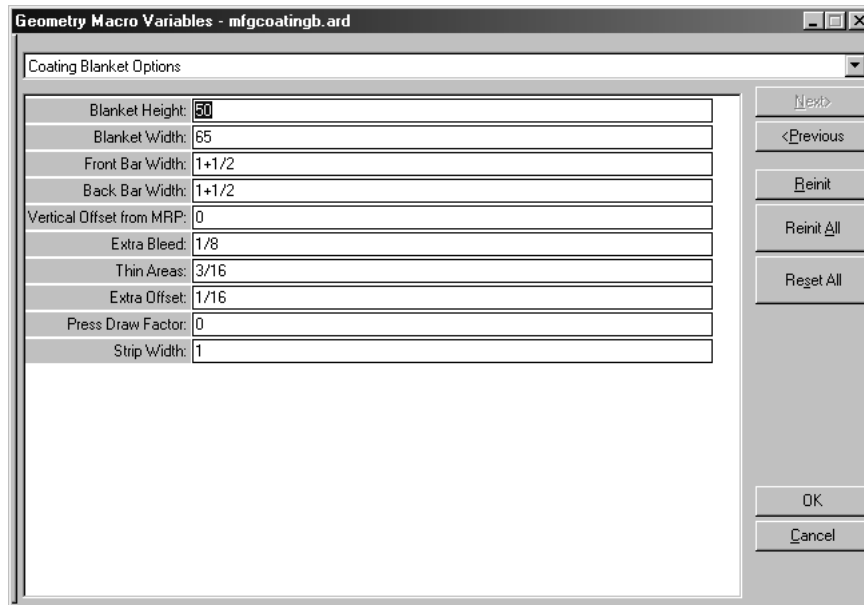 Geometry Macro Variables - mfgcoatingb.ard
Coating Blanket Options
Blanket Height: 50
Blanket Width: 65
Front Bar Width: 1+1/2
Back Bar Width: 1+1/2
Vertical Offset from MRP: 0
Extra Bleed: 1/8
Thin Areas: 3/16
Extra Offset: 1/16
Press Draw Factor: 0
Strip Width: 1
Next>
<Previous
Reinit
Reinit All
Reset All
OK
Cancel